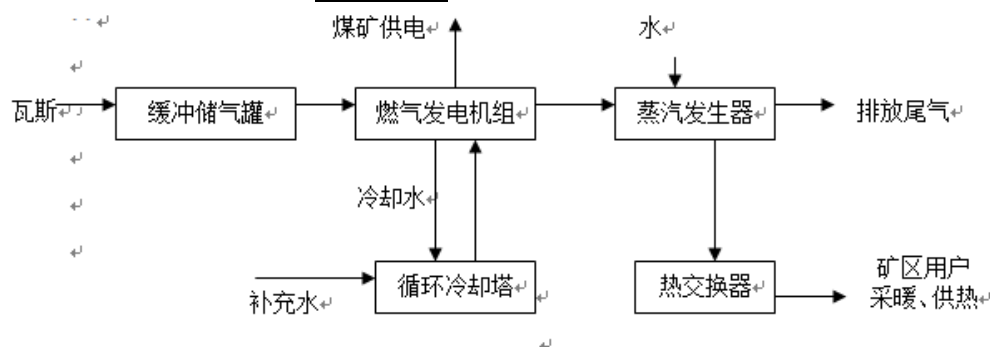 煤矿供电
水
瓦斯
缓冲储气罐
燃气发电机组
蒸汽发生器
排放尾气
冷却水
循环冷却塔
热交换器
矿区用户
采暖、供热
补充水